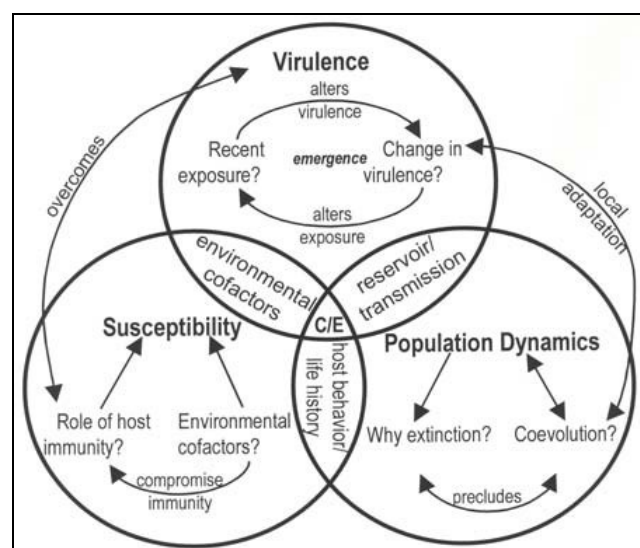 Virulence
alters
virulence
Recent
exposure?
emergence
Change in
virulence?
alters
exposure
overcomes
local
adaptation
environmental
cofactors
reservoir/
transmission
C/E
host behavior/
life history
Susceptibility
Role of host
immunity?
Environmental
cofactors?
compromise
immunity
Population Dynamics
Why extinction?
Coevolution?
precludes